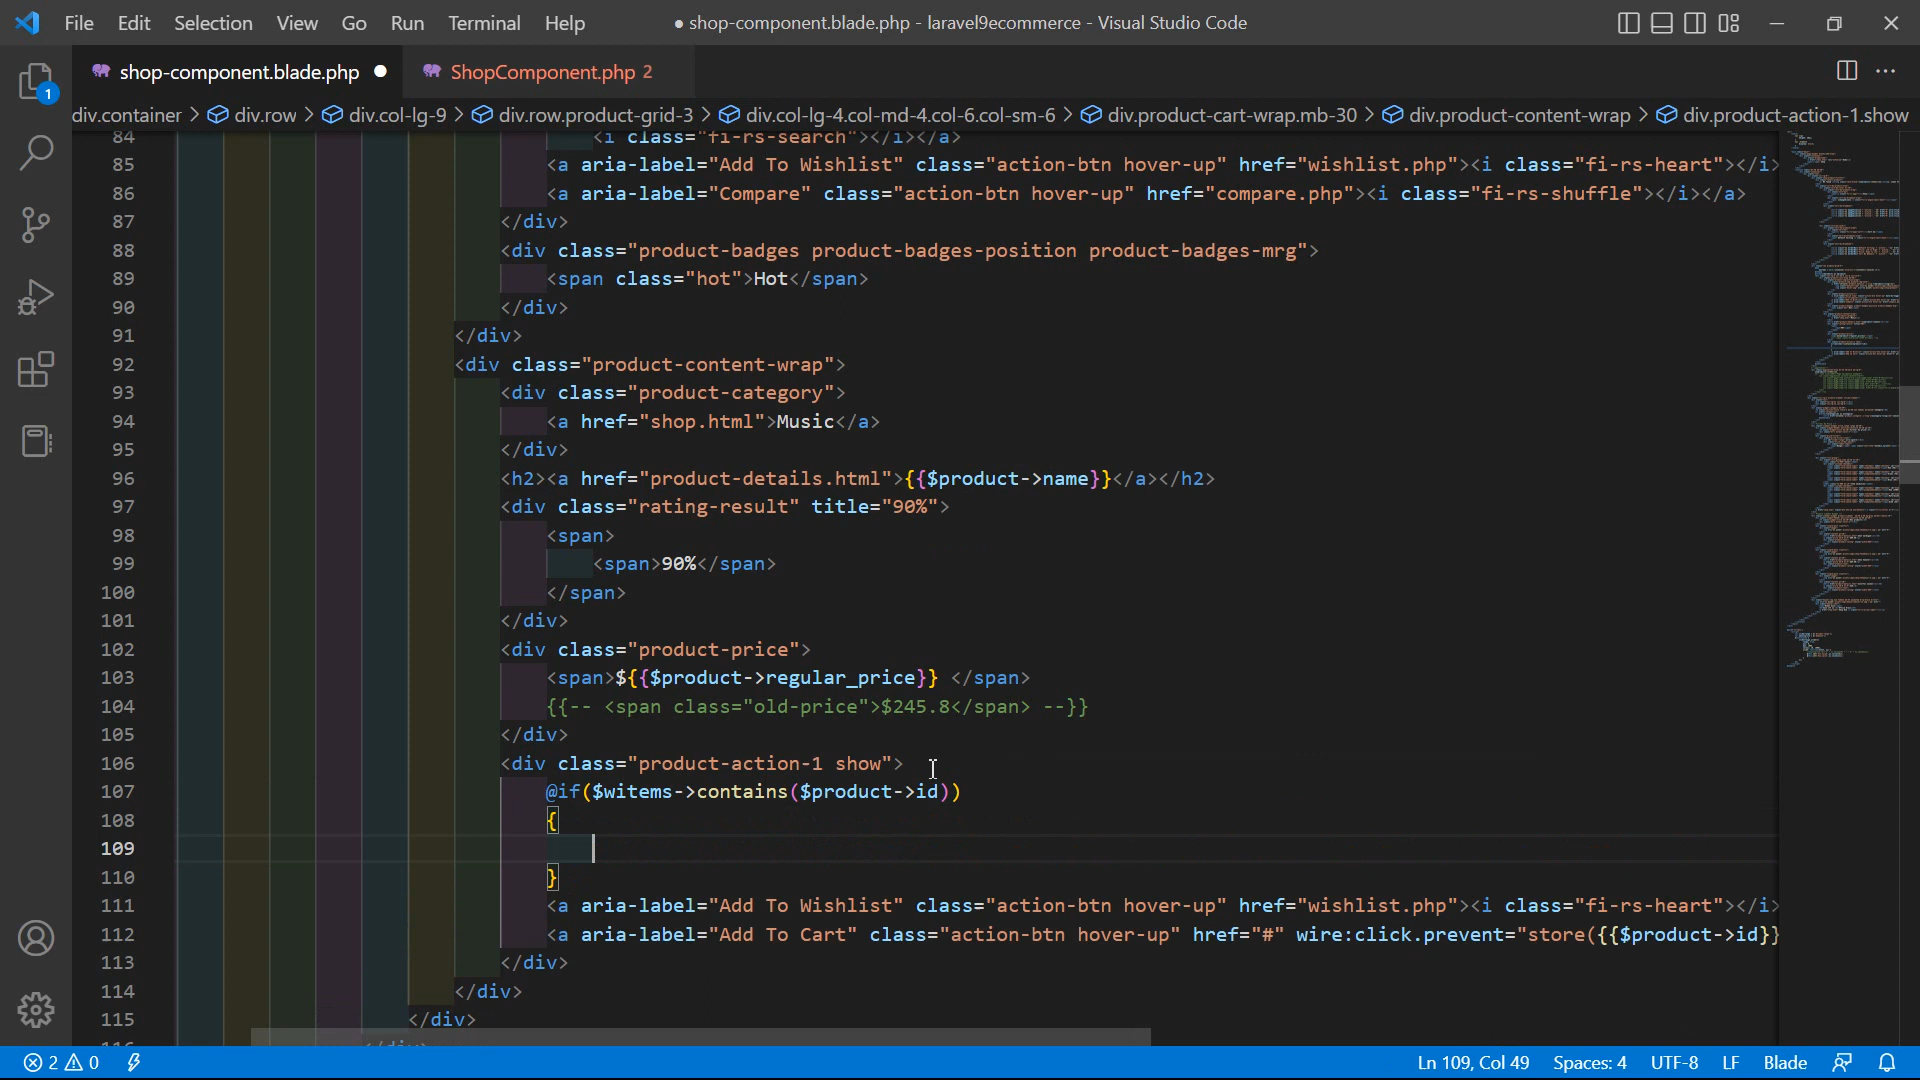 File Edit Selection View Go Run Terminal Help
● shop-component.blade.php - laravel9ecommerce - Visual Studio Code
shop-component.blade.php ●
ShopComponent.php 2
div.container > div.row > div.col-lg-9 > div.row.product-grid-3 > div.col-lg-4.col-md-4.col-6.col-sm-6 > div.product-cart-wrap.mb-30 > div.product-content-wrap > div.product-action-1.show
1
84 <i class="fi-rs-search"></i></a>
85 <a aria-label="Add To Wishlist" class="action-btn hover-up" href="wishlist.php"><i class="fi-rs-heart"></i>
86 <a aria-label="Compare" class="action-btn hover-up" href="compare.php"><i class="fi-rs-shuffle"></i></a>
87 </div>
88 <div class="product-badges product-badges-position product-badges-mrg">
89 <span class="hot">Hot</span>
90 </div>
91 </div>
92 <div class="product-content-wrap">
93 <div class="product-category">
94 <a href="shop.html">Music</a>
95 </div>
96 <h2><a href="product-details.html">{{$product->name}}</a></h2>
97 <div class="rating-result" title="90%">
98 <span>
99 <span>90%</span>
100 </span>
101 </div>
102 <div class="product-price">
103 <span>${{$product->regular_price}} </span>
104 {{-- <span class="old-price">$245.8</span> --}}
105 </div>
106 <div class="product-action-1 show">
107 @if($witems->contains($product->id))
108 {
109
110 }
111 <a aria-label="Add To Wishlist" class="action-btn hover-up" href="wishlist.php"><i class="fi-rs-heart"></i>
112 <a aria-label="Add To Cart" class="action-btn hover-up" href="#" wire:click.prevent="store({{$product->id}}
113 </div>
114 </div>
115 </div>
2 0
Ln 109, Col 49 Spaces: 4 UTF-8 LF Blade